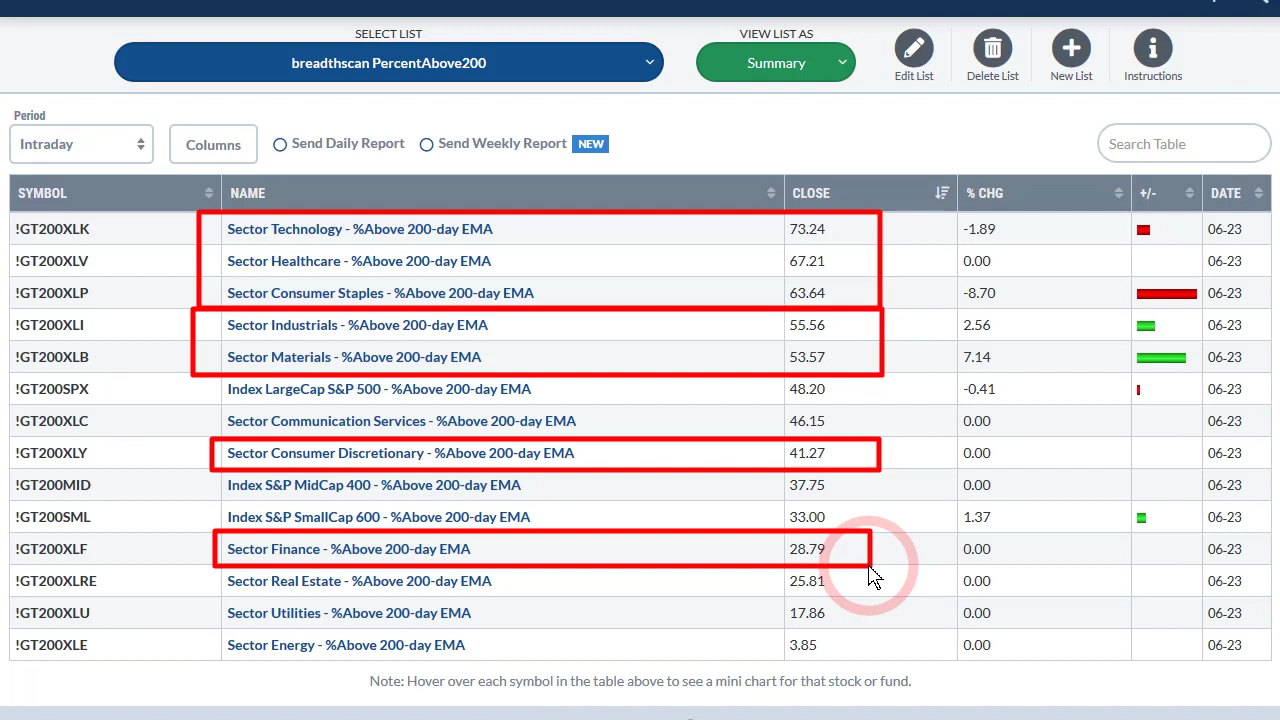 SELECT LIST
VIEW LIST AS
breadthscan PercentAbove200
Summary
Edit List
Delete List
New List
Instructions
Period
Intraday
Columns
Send Daily Report
Send Weekly Report NEW
Search Table
SYMBOL NAME CLOSE % CHG +/- DATE
!GT200XLK Sector Technology - %Above 200-day EMA 73.24 -1.89 06-23
!GT200XLV Sector Healthcare - %Above 200-day EMA 67.21 0.00 06-23
!GT200XLP Sector Consumer Staples - %Above 200-day EMA 63.64 -8.70 06-23
!GT200XLI Sector Industrials - %Above 200-day EMA 55.56 2.56 06-23
!GT200XLB Sector Materials - %Above 200-day EMA 53.57 7.14 06-23
!GT200SPX Index LargeCap S&P 500 - %Above 200-day EMA 48.20 -0.41 06-23
!GT200XLC Sector Communication Services - %Above 200-day EMA 46.15 0.00 06-23
!GT200XLY Sector Consumer Discretionary - %Above 200-day EMA 41.27 0.00 06-23
!GT200MID Index S&P MidCap 400 - %Above 200-day EMA 37.75 0.00 06-23
!GT200SML Index S&P SmallCap 600 - %Above 200-day EMA 33.00 1.37 06-23
!GT200XLF Sector Finance - %Above 200-day EMA 28.79 0.00 06-23
!GT200XLRE Sector Real Estate - %Above 200-day EMA 25.81 0.00 06-23
!GT200XLU Sector Utilities - %Above 200-day EMA 17.86 0.00 06-23
!GT200XLE Sector Energy - %Above 200-day EMA 3.85 0.00 06-23
Note: Hover over each symbol in the table above to see a mini chart for that stock or fund.